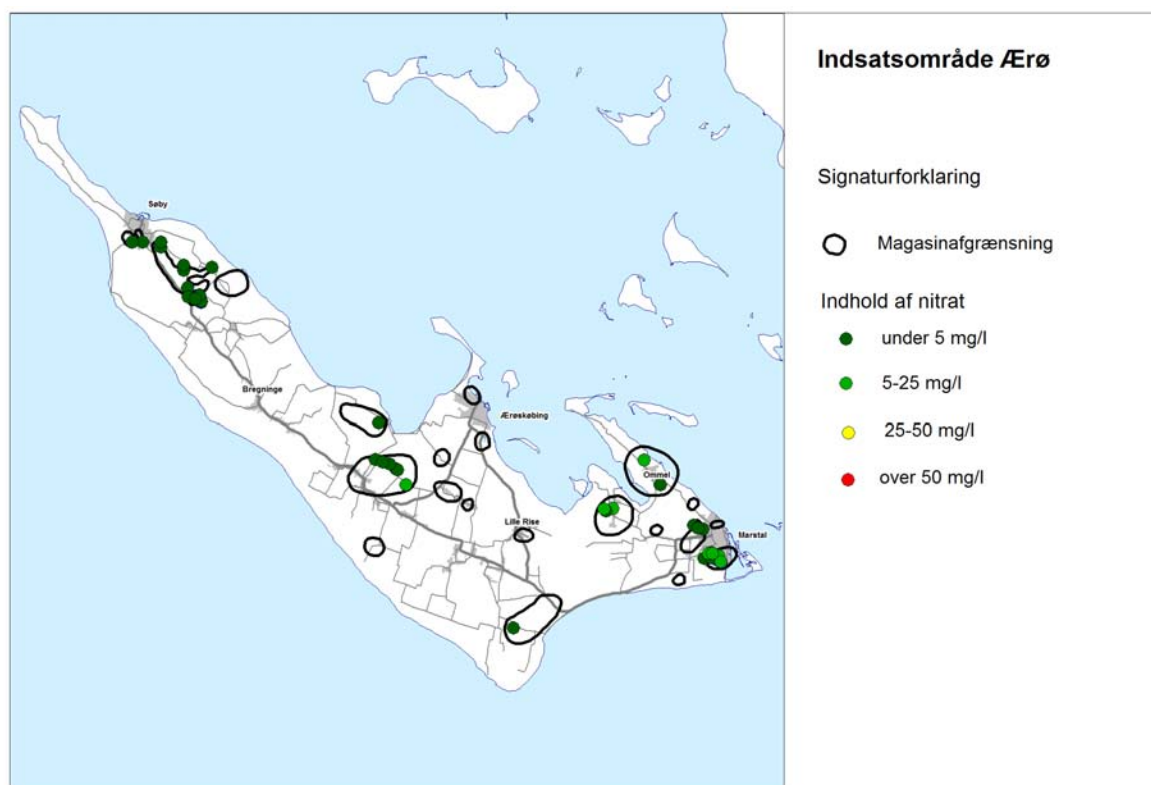 Indsatsområde Ærø
Signaturforklaring
Magasinafgrænsning
Indhold af nitrat
under 5 mg/l
5-25 mg/l
25-50 mg/l
over 50 mg/l
Søby
Bregninge
Ærøskøbing
Ommel
Lille Rise
Marstal